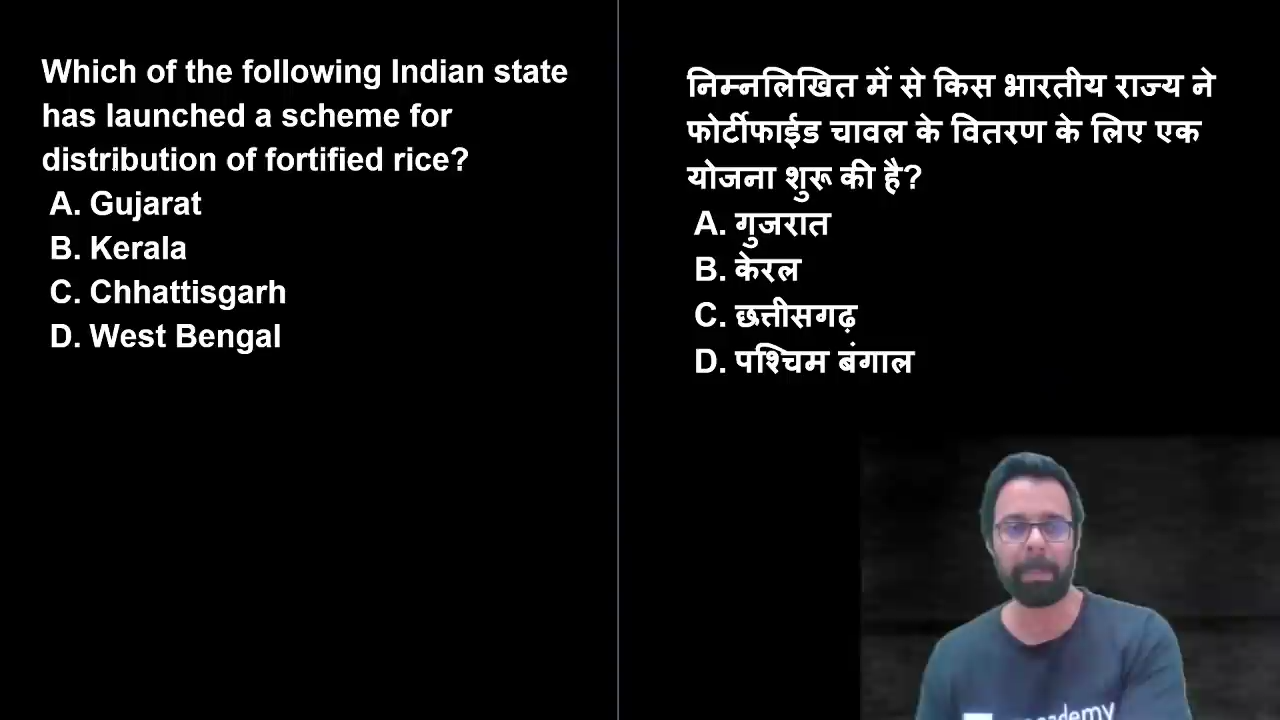 Which of the following Indian state
has launched a scheme for
distribution of fortified rice?
A. Gujarat
B. Kerala
C. Chhattisgarh
D. West Bengal
निम्नलिखित में से किस भारतीय राज्य ने
फोर्टीफाईड चावल के वितरण के लिए एक
योजना शुरू की है?
A. गुजरात
B. केरल
C. छत्तीसगढ़
D. पश्चिम बंगाल